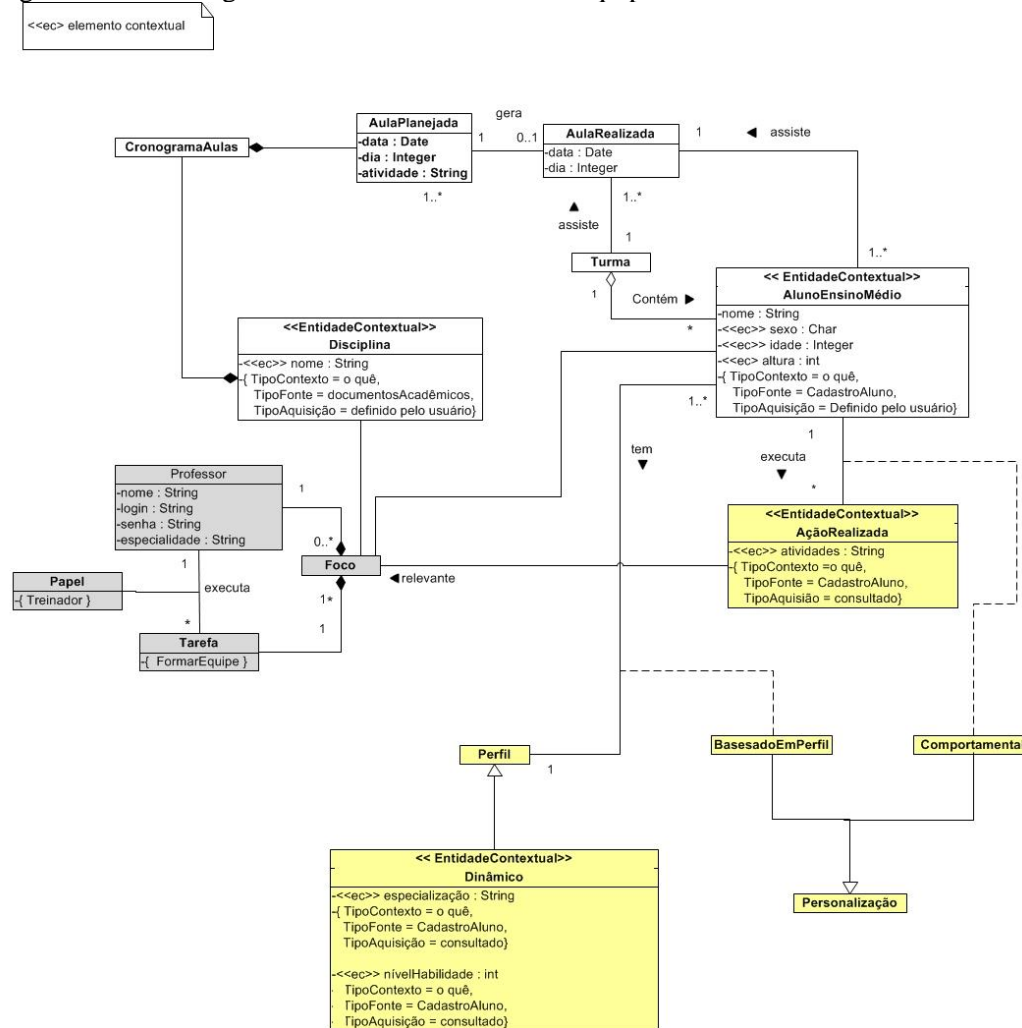 <<ec> elemento contextual
CronogramaAulas
AulaPlanejada
-data : Date
-dia : Integer
-atividade : String
1..*
gera
1
0..1
AulaRealizada
-data : Date
-dia : Integer
1
◄ assiste
1..*
▲
assiste
1..*
1
Turma
1
Contém ►
*
<< EntidadeContextual>>
AlunoEnsinoMédio
-nome : String
-<<ec>> sexo : Char
-<<ec>> idade : Integer
-<<ec> altura : int
-{ TipoContexto = o quê,
TipoFonte = CadastroAluno,
TipoAquisição = Definido pelo usuário}
<<EntidadeContextual>>
Disciplina
-<<ec>> nome : String
-{ TipoContexto = o quê,
TipoFonte = documentosAcadêmicos,
TipoAquisição = definido pelo usuário}
1..*
1
tem
▼
executa
▼
*
Professor
-nome : String
-login : String
-senha : String
-especialidade : String
1
0..*
Foco
◄relevante
<<EntidadeContextual>>
AçãoRealizada
-<<ec>> atividades : String
-{ TipoContexto =o quê,
TipoFonte = CadastroAluno,
TipoAquisião = consultado}
1
executa
Papel
-{ Treinador }
*
1*
1
Tarefa
-{ FormarEquipe }
Perfil
1
BasesadoEmPerfil
Comportamental
Personalização
<< EntidadeContextual>>
Dinâmico
-<<ec>> especialização : String
-{ TipoContexto = o quê,
TipoFonte = CadastroAluno,
TipoAquisição = consultado}
-<<ec>> nívelHabilidade : int
TipoContexto = o quê,
TipoFonte = CadastroAluno,
TipoAquisição = consultado}